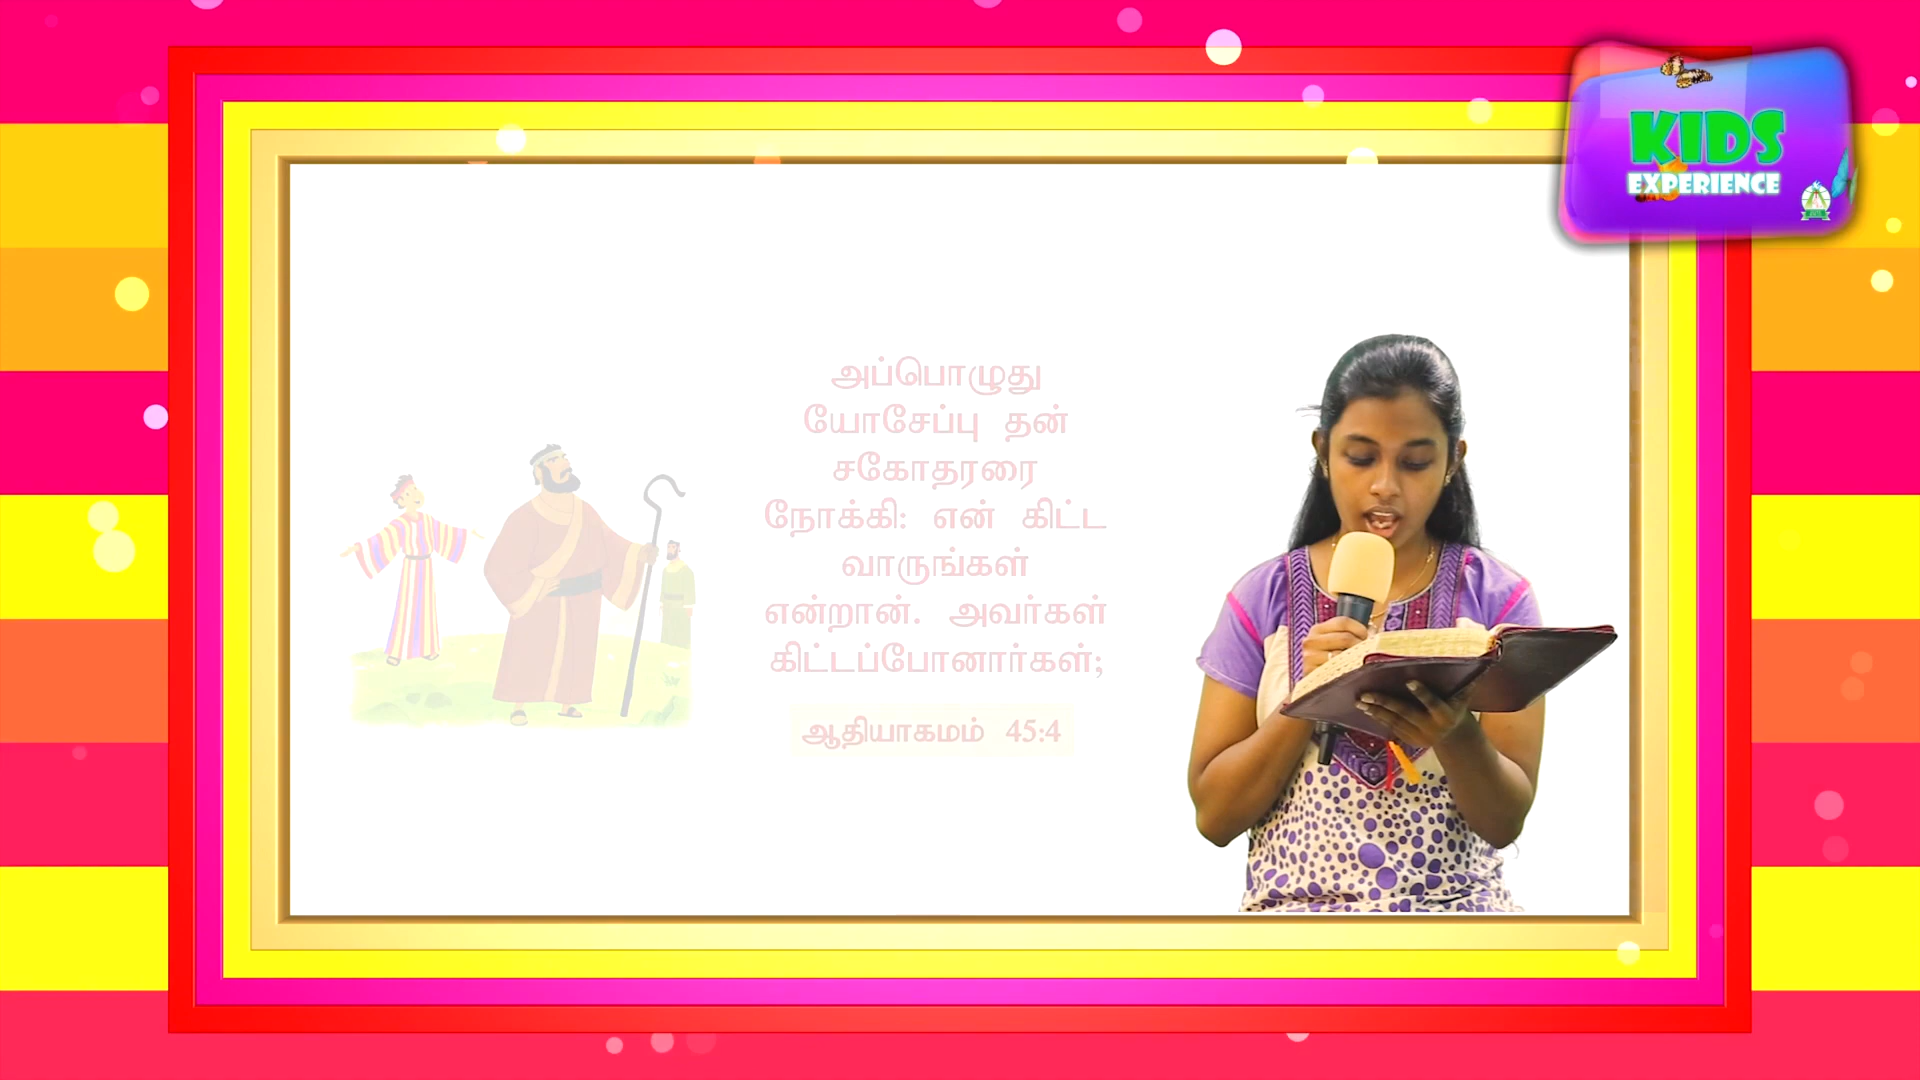 KIDS
EXPERIENCE
அப்பொழுது
யோசேப்பு தன்
சகோதரரை
நோக்கி: என் கிட்ட
வாருங்கள்
என்றான். அவர்கள்
கிட்டப்போனார்கள்;
ஆதியாகமம் 45:4